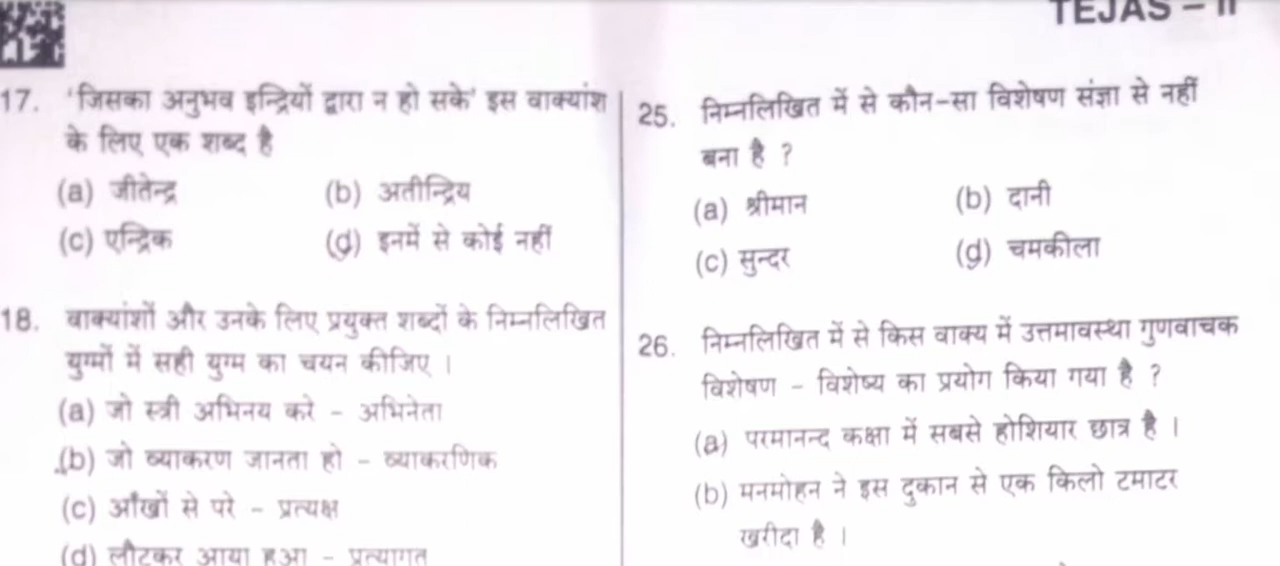 TEJAS – II
17. 'जिसका अनुभव इन्द्रियों द्वारा न हो सके' इस वाक्यांश
के लिए एक शब्द है
(a) जीतेन्द्र (b) अतीन्द्रिय
(c) एन्द्रिक (d) इनमें से कोई नहीं
18. वाक्यांशों और उनके लिए प्रयुक्त शब्दों के निम्नलिखित
युग्मों में सही युग्म का चयन कीजिए ।
(a) जो स्त्री अभिनय करे – अभिनेता
(b) जो व्याकरण जानता हो – व्याकरणिक
(c) आँखों से परे – प्रत्यक्ष
(d) लौटकर आया हुआ – प्रत्यागत
25. निम्नलिखित में से कौन-सा विशेषण संज्ञा से नहीं
बना है ?
(a) श्रीमान (b) दानी
(c) सुन्दर (d) चमकीला
26. निम्नलिखित में से किस वाक्य में उत्तमावस्था गुणवाचक
विशेषण – विशेष्य का प्रयोग किया गया है ?
(a) परमानन्द कक्षा में सबसे होशियार छात्र है ।
(b) मनमोहन ने इस दुकान से एक किलो टमाटर
खरीदा है ।